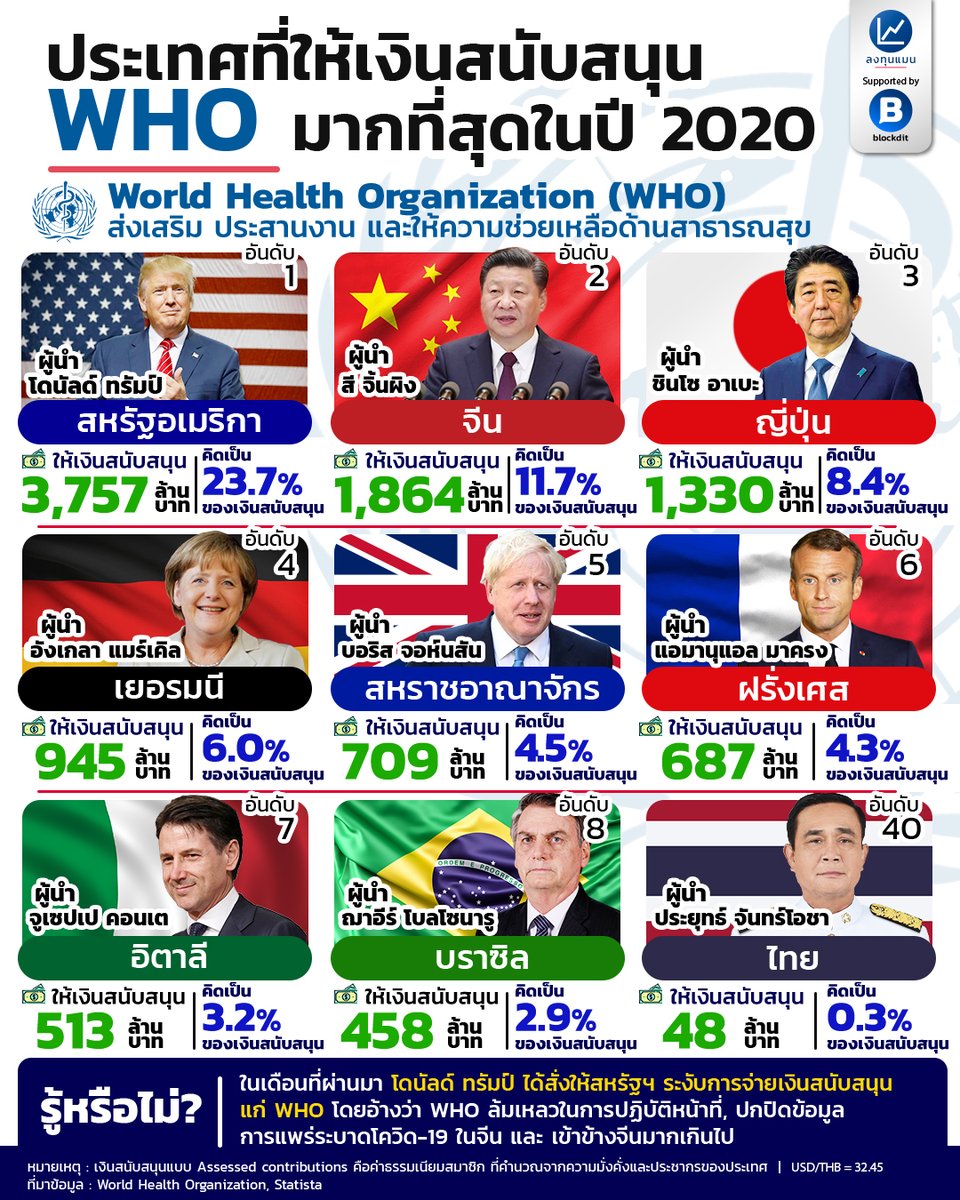 ประเทศที่ให้เงินสนับสนุน
WHO มากที่สุดในปี 2020
ลงทุนแมน
Supported by
B
blockdit
World Health Organization (WHO)
ส่งเสริม ประสานงาน และให้ความช่วยเหลือด้านสาธารณสุข
อันดับ
1
ผู้นำ
โดนัลด์ ทรัมป์
สหรัฐอเมริกา
ให้เงินสนับสนุน
3,757 ล้านบาท
คิดเป็น
23.7%
ของเงินสนับสนุน
อันดับ
2
ผู้นำ
สี จิ้นผิง
จีน
ให้เงินสนับสนุน
1,864 ล้านบาท
คิดเป็น
11.7%
ของเงินสนับสนุน
อันดับ
3
ผู้นำ
ชินโซ อาเบะ
ญี่ปุ่น
ให้เงินสนับสนุน
1,330 ล้านบาท
คิดเป็น
8.4%
ของเงินสนับสนุน
อันดับ
4
ผู้นำ
อังเกลา แมร์เคิล
เยอรมนี
ให้เงินสนับสนุน
945 ล้านบาท
คิดเป็น
6.0%
ของเงินสนับสนุน
อันดับ
5
ผู้นำ
บอริส จอห์นสัน
สหราชอาณาจักร
ให้เงินสนับสนุน
709 ล้านบาท
คิดเป็น
4.5%
ของเงินสนับสนุน
อันดับ
6
ผู้นำ
แอมานุแอล มาครง
ฝรั่งเศส
ให้เงินสนับสนุน
687 ล้านบาท
คิดเป็น
4.3%
ของเงินสนับสนุน
อันดับ
7
ผู้นำ
จูเซปเป คอนเต
อิตาลี
ให้เงินสนับสนุน
513 ล้านบาท
คิดเป็น
3.2%
ของเงินสนับสนุน
อันดับ
8
ORDEM E PROGRESSO
ผู้นำ
ฌาอีร์ โบลโซนารู
บราซิล
ให้เงินสนับสนุน
458 ล้านบาท
คิดเป็น
2.9%
ของเงินสนับสนุน
อันดับ
40
ผู้นำ
ประยุทธ์ จันทร์โอชา
ไทย
ให้เงินสนับสนุน
48 ล้านบาท
คิดเป็น
0.3%
ของเงินสนับสนุน
รู้หรือไม่?
ในเดือนที่ผ่านมา โดนัลด์ ทรัมป์ ได้สั่งให้สหรัฐฯ ระงับการจ่ายเงินสนับสนุน
แก่ WHO โดยอ้างว่า WHO ล้มเหลวในการปฏิบัติหน้าที่, ปกปิดข้อมูล
การแพร่ระบาดโควิด-19 ในจีน และ เข้าข้างจีนมากเกินไป
หมายเหตุ : เงินสนับสนุนแบบ Assessed contributions คือค่าธรรมเนียมสมาชิก ที่คำนวณจากความมั่งคั่งและประชากรของประเทศ | USD/THB = 32.45
ที่มาข้อมูล : World Health Organization, Statista